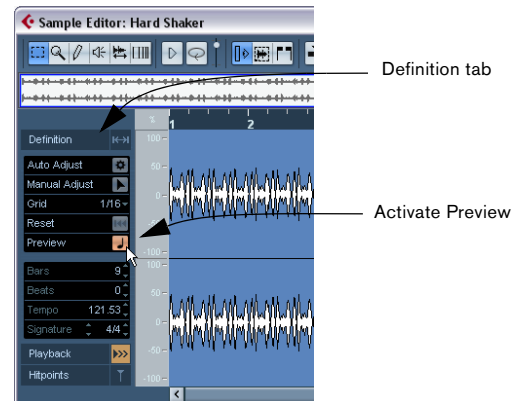 Sample Editor: Hard Shaker
Definition tab
%
1
2
Definition
100
Auto Adjust
50
Manual Adjust
Grid 1/16
0
Reset
Activate Preview
-50
Preview
-100
100
Bars 9
Beats 0
50
Tempo 121.53
Signature 4/4
0
Playback
-50
Hitpoints
-100